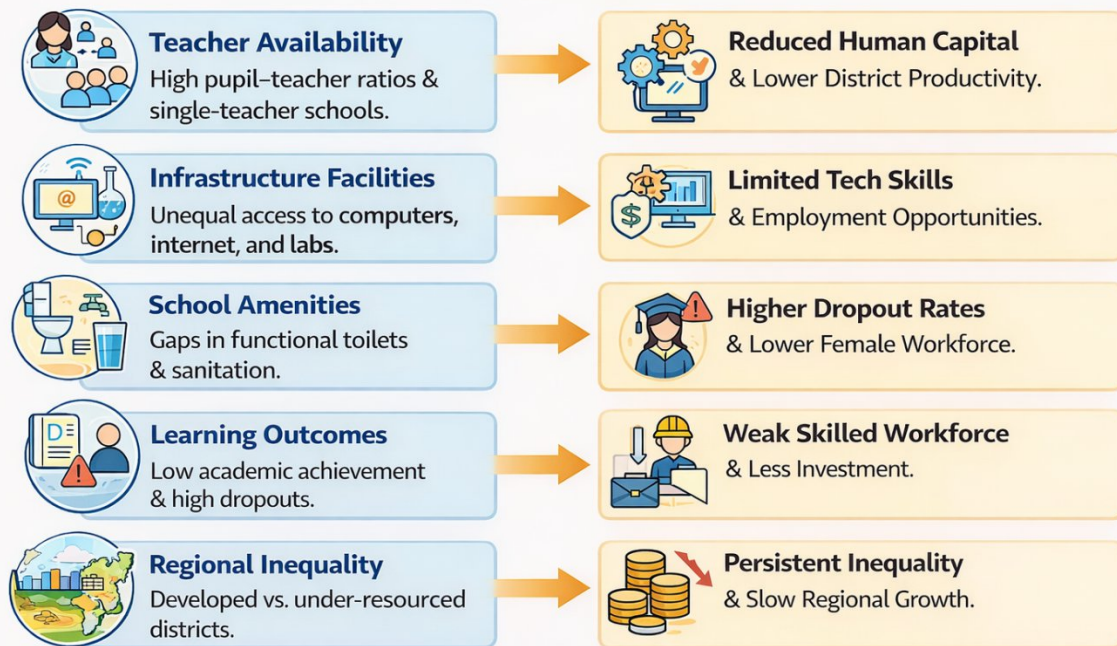 Teacher Availability
High pupil–teacher ratios &
single-teacher schools.
Reduced Human Capital
& Lower District Productivity.
Infrastructure Facilities
Unequal access to computers,
internet, and labs.
Limited Tech Skills
& Employment Opportunities.
School Amenities
Gaps in functional toilets
& sanitation.
Higher Dropout Rates
& Lower Female Workforce.
Learning Outcomes
Low academic achievement
& high dropouts.
Weak Skilled Workforce
& Less Investment.
Regional Inequality
Developed vs. under-resourced
districts.
Persistent Inequality
& Slow Regional Growth.